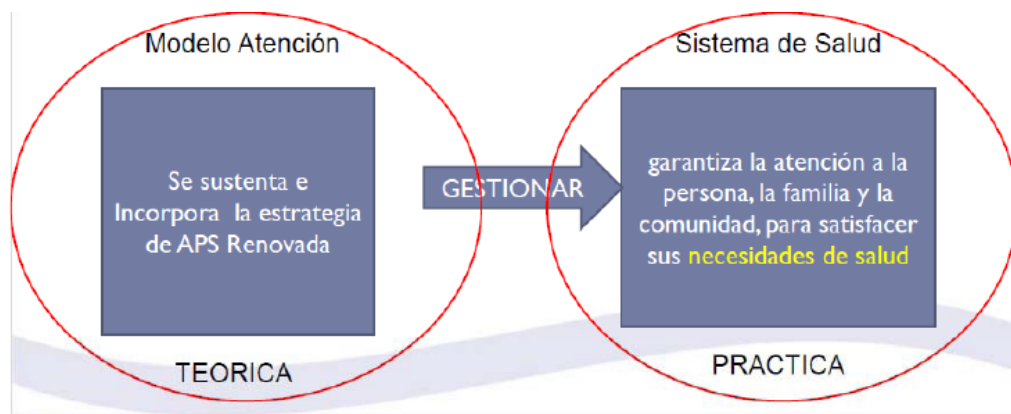 Modelo Atención
Se sustenta e
Incorpora la estrategia
de APS Renovada
TEORICA
GESTIONAR
Sistema de Salud
garantiza la atención a la
persona, la familia y la
comunidad, para satisfacer
sus necesidades de salud
PRACTICA